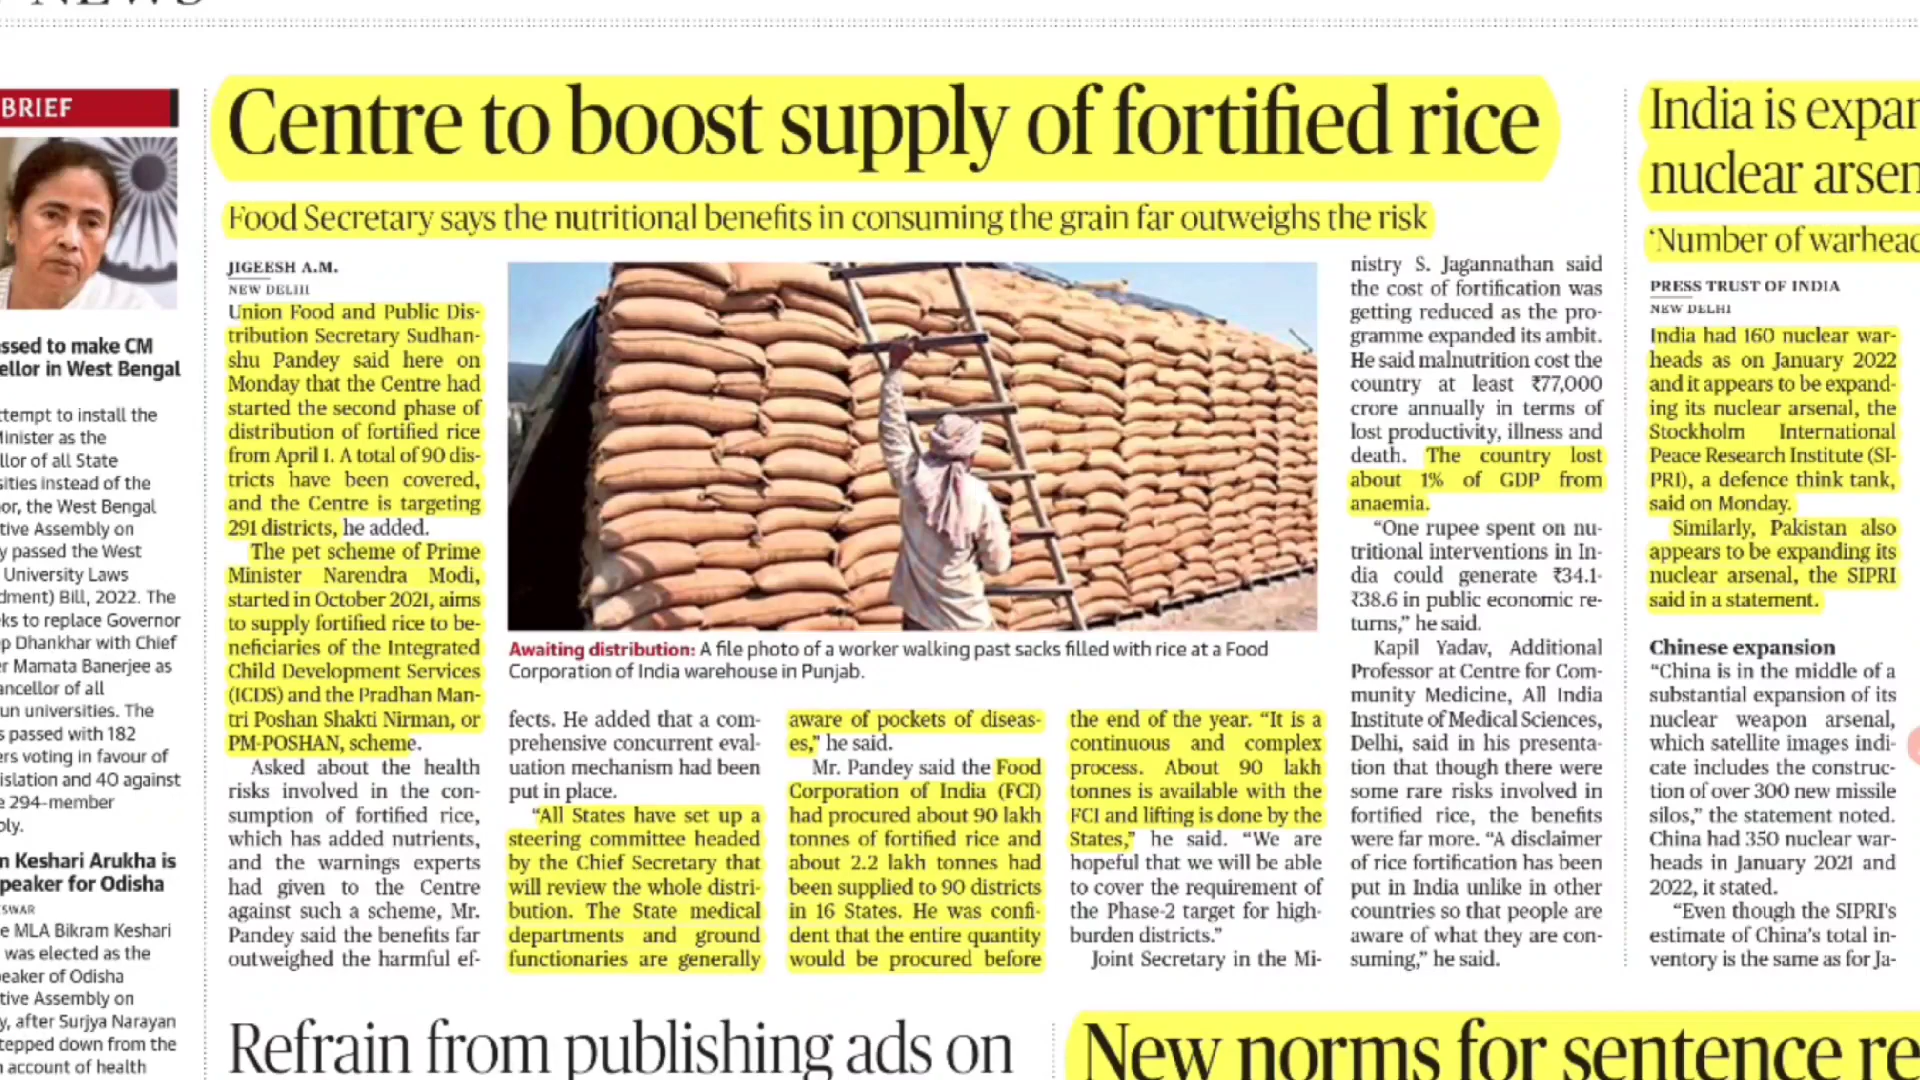 NEWS
BRIEF
ssed to make CM
ellor in West Bengal
ttempt to install the
Minister as the
llor of all State
sities instead of the
or, the West Bengal
tive Assembly on
y passed the West
University Laws
dment) Bill, 2022. The
ks to replace Governor
p Dhankhar with Chief
r Mamata Banerjee as
ancellor of all
un universities. The
s passed with 182
ers voting in favour of
islation and 40 against
e 294-member
bly.
n Keshari Arukha is
peaker for Odisha
SWAR
e MLA Bikram Keshari
was elected as the
peaker of Odisha
tive Assembly on
y, after Surjya Narayan
tepped down from the
n account of health
Centre to boost supply of fortified rice
Food Secretary says the nutritional benefits in consuming the grain far outweighs the risk
JIGEESH A.M.
NEW DELHI
Union Food and Public Dis-
tribution Secretary Sudhan-
shu Pandey said here on
Monday that the Centre had
started the second phase of
distribution of fortified rice
from April 1. A total of 90 dis-
tricts have been covered,
and the Centre is targeting
291 districts, he added.
The pet scheme of Prime
Minister Narendra Modi,
started in October 2021, aims
to supply fortified rice to be-
neficiaries of the Integrated
Child Development Services
(ICDS) and the Pradhan Man-
tri Poshan Shakti Nirman, or
PM-POSHAN, scheme.
Asked about the health
risks involved in the con-
sumption of fortified rice,
which has added nutrients,
and the warnings experts
had given to the Centre
against such a scheme, Mr.
Pandey said the benefits far
outweighed the harmful ef-
Awaiting distribution: A file photo of a worker walking past sacks filled with rice at a Food
Corporation of India warehouse in Punjab.
fects. He added that a com-
prehensive concurrent eval-
uation mechanism had been
put in place.
“All States have set up a
steering committee headed
by the Chief Secretary that
will review the whole distri-
bution. The State medical
departments and ground
functionaries are generally
aware of pockets of diseas-
es,” he said.
Mr. Pandey said the Food
Corporation of India (FCI)
had procured about 90 lakh
tonnes of fortified rice and
about 2.2 lakh tonnes had
been supplied to 90 districts
in 16 States. He was confi-
dent that the entire quantity
would be procured before
the end of the year. “It is a
continuous and complex
process. About 90 lakh
tonnes is available with the
FCI and lifting is done by the
States,” he said. “We are
hopeful that we will be able
to cover the requirement of
the Phase-2 target for high-
burden districts.”
Joint Secretary in the Mi-
nistry S. Jagannathan said
the cost of fortification was
getting reduced as the pro-
gramme expanded its ambit.
He said malnutrition cost the
country at least ₹77,000
crore annually in terms of
lost productivity, illness and
death. The country lost
about 1% of GDP from
anaemia.
“One rupee spent on nu-
tritional interventions in In-
dia could generate ₹34.1-
₹38.6 in public economic re-
turns,” he said.
Kapil Yadav, Additional
Professor at Centre for Com-
munity Medicine, All India
Institute of Medical Sciences,
Delhi, said in his presenta-
tion that though there were
some rare risks involved in
fortified rice, the benefits
were far more. “A disclaimer
of rice fortification has been
put in India unlike in other
countries so that people are
aware of what they are con-
suming,” he said.
India is expan
nuclear arsen
‘Number of warhead
PRESS TRUST OF INDIA
NEW DELHI
India had 160 nuclear war-
heads as on January 2022
and it appears to be expand-
ing its nuclear arsenal, the
Stockholm International
Peace Research Institute (SI-
PRI), a defence think tank,
said on Monday.
Similarly, Pakistan also
appears to be expanding its
nuclear arsenal, the SIPRI
said in a statement.
Chinese expansion
“China is in the middle of a
substantial expansion of its
nuclear weapon arsenal,
which satellite images indi-
cate includes the construc-
tion of over 300 new missile
silos,” the statement noted.
China had 350 nuclear war-
heads in January 2021 and
2022, it stated.
“Even though the SIPRI's
estimate of China's total in-
ventory is the same as for Ja-
Refrain from publishing ads on
New norms for sentence re